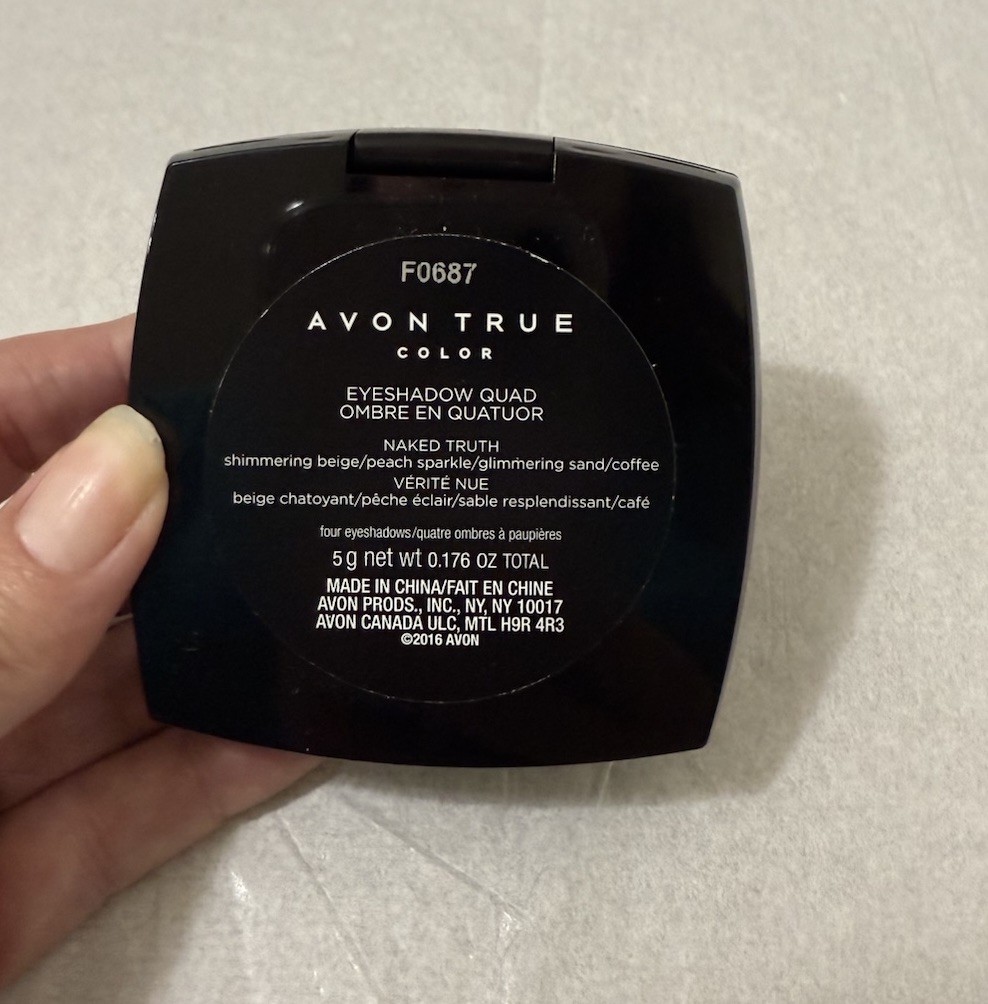 F0687
AVON TRUE
COLOR
EYESHADOW QUAD
OMBRE EN QUATUOR
NAKED TRUTH
shimmering beige/peach sparkle/glimmering sand/coffee
VÉRITÉ NUE
beige chatoyant/pêche éclair/sable resplendissant/café
four eyeshadows/quatre ombres à paupières
5 g net wt 0.176 OZ TOTAL
MADE IN CHINA/FAIT EN CHINE
AVON PRODS., INC., NY, NY 10017
AVON CANADA ULC, MTL H9R 4R3
©2016 AVON